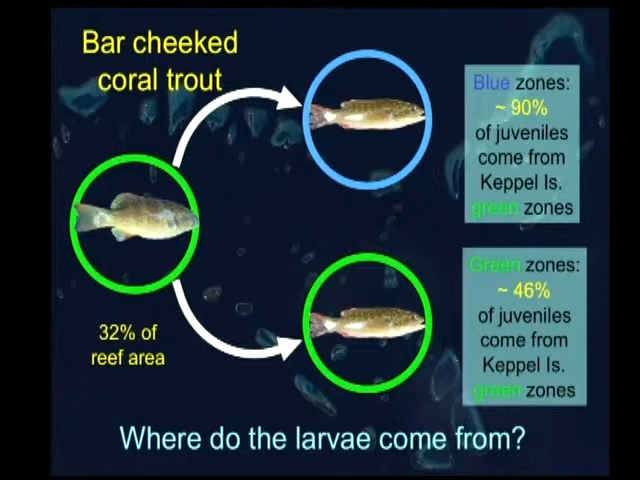 Bar cheeked
coral trout
Blue zones:
~ 90%
of juveniles
come from
Keppel Is.
green zones
Green zones:
~ 46%
of juveniles
come from
Keppel Is.
green zones
32% of
reef area
Where do the larvae come from?